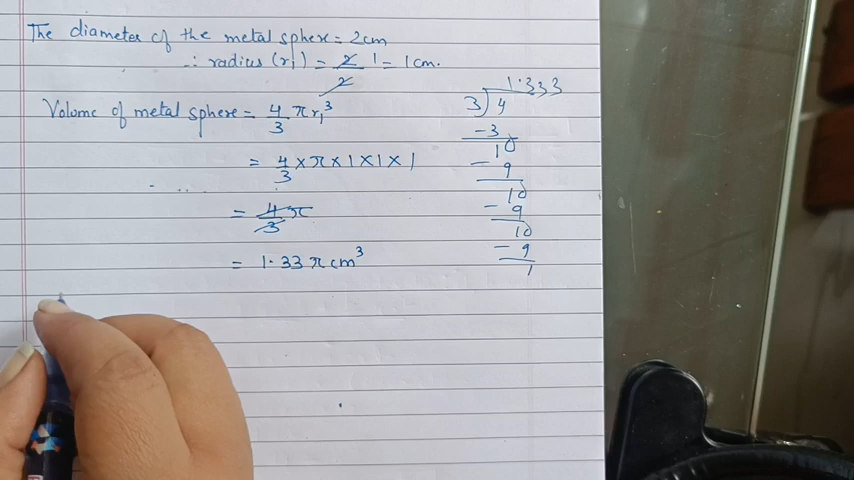 The diameter of the metal sphere = 2cm
∴ radius (r₁) = 2/2 1 = 1cm.
Volume of metal sphere = 4/3 π r₁³
= 4/3 × π × 1 × 1 × 1
= 4/3 π
= 1.33 π cm³
1.333
3) 4
-3
10
- 9
10
- 9
10
- 9
1